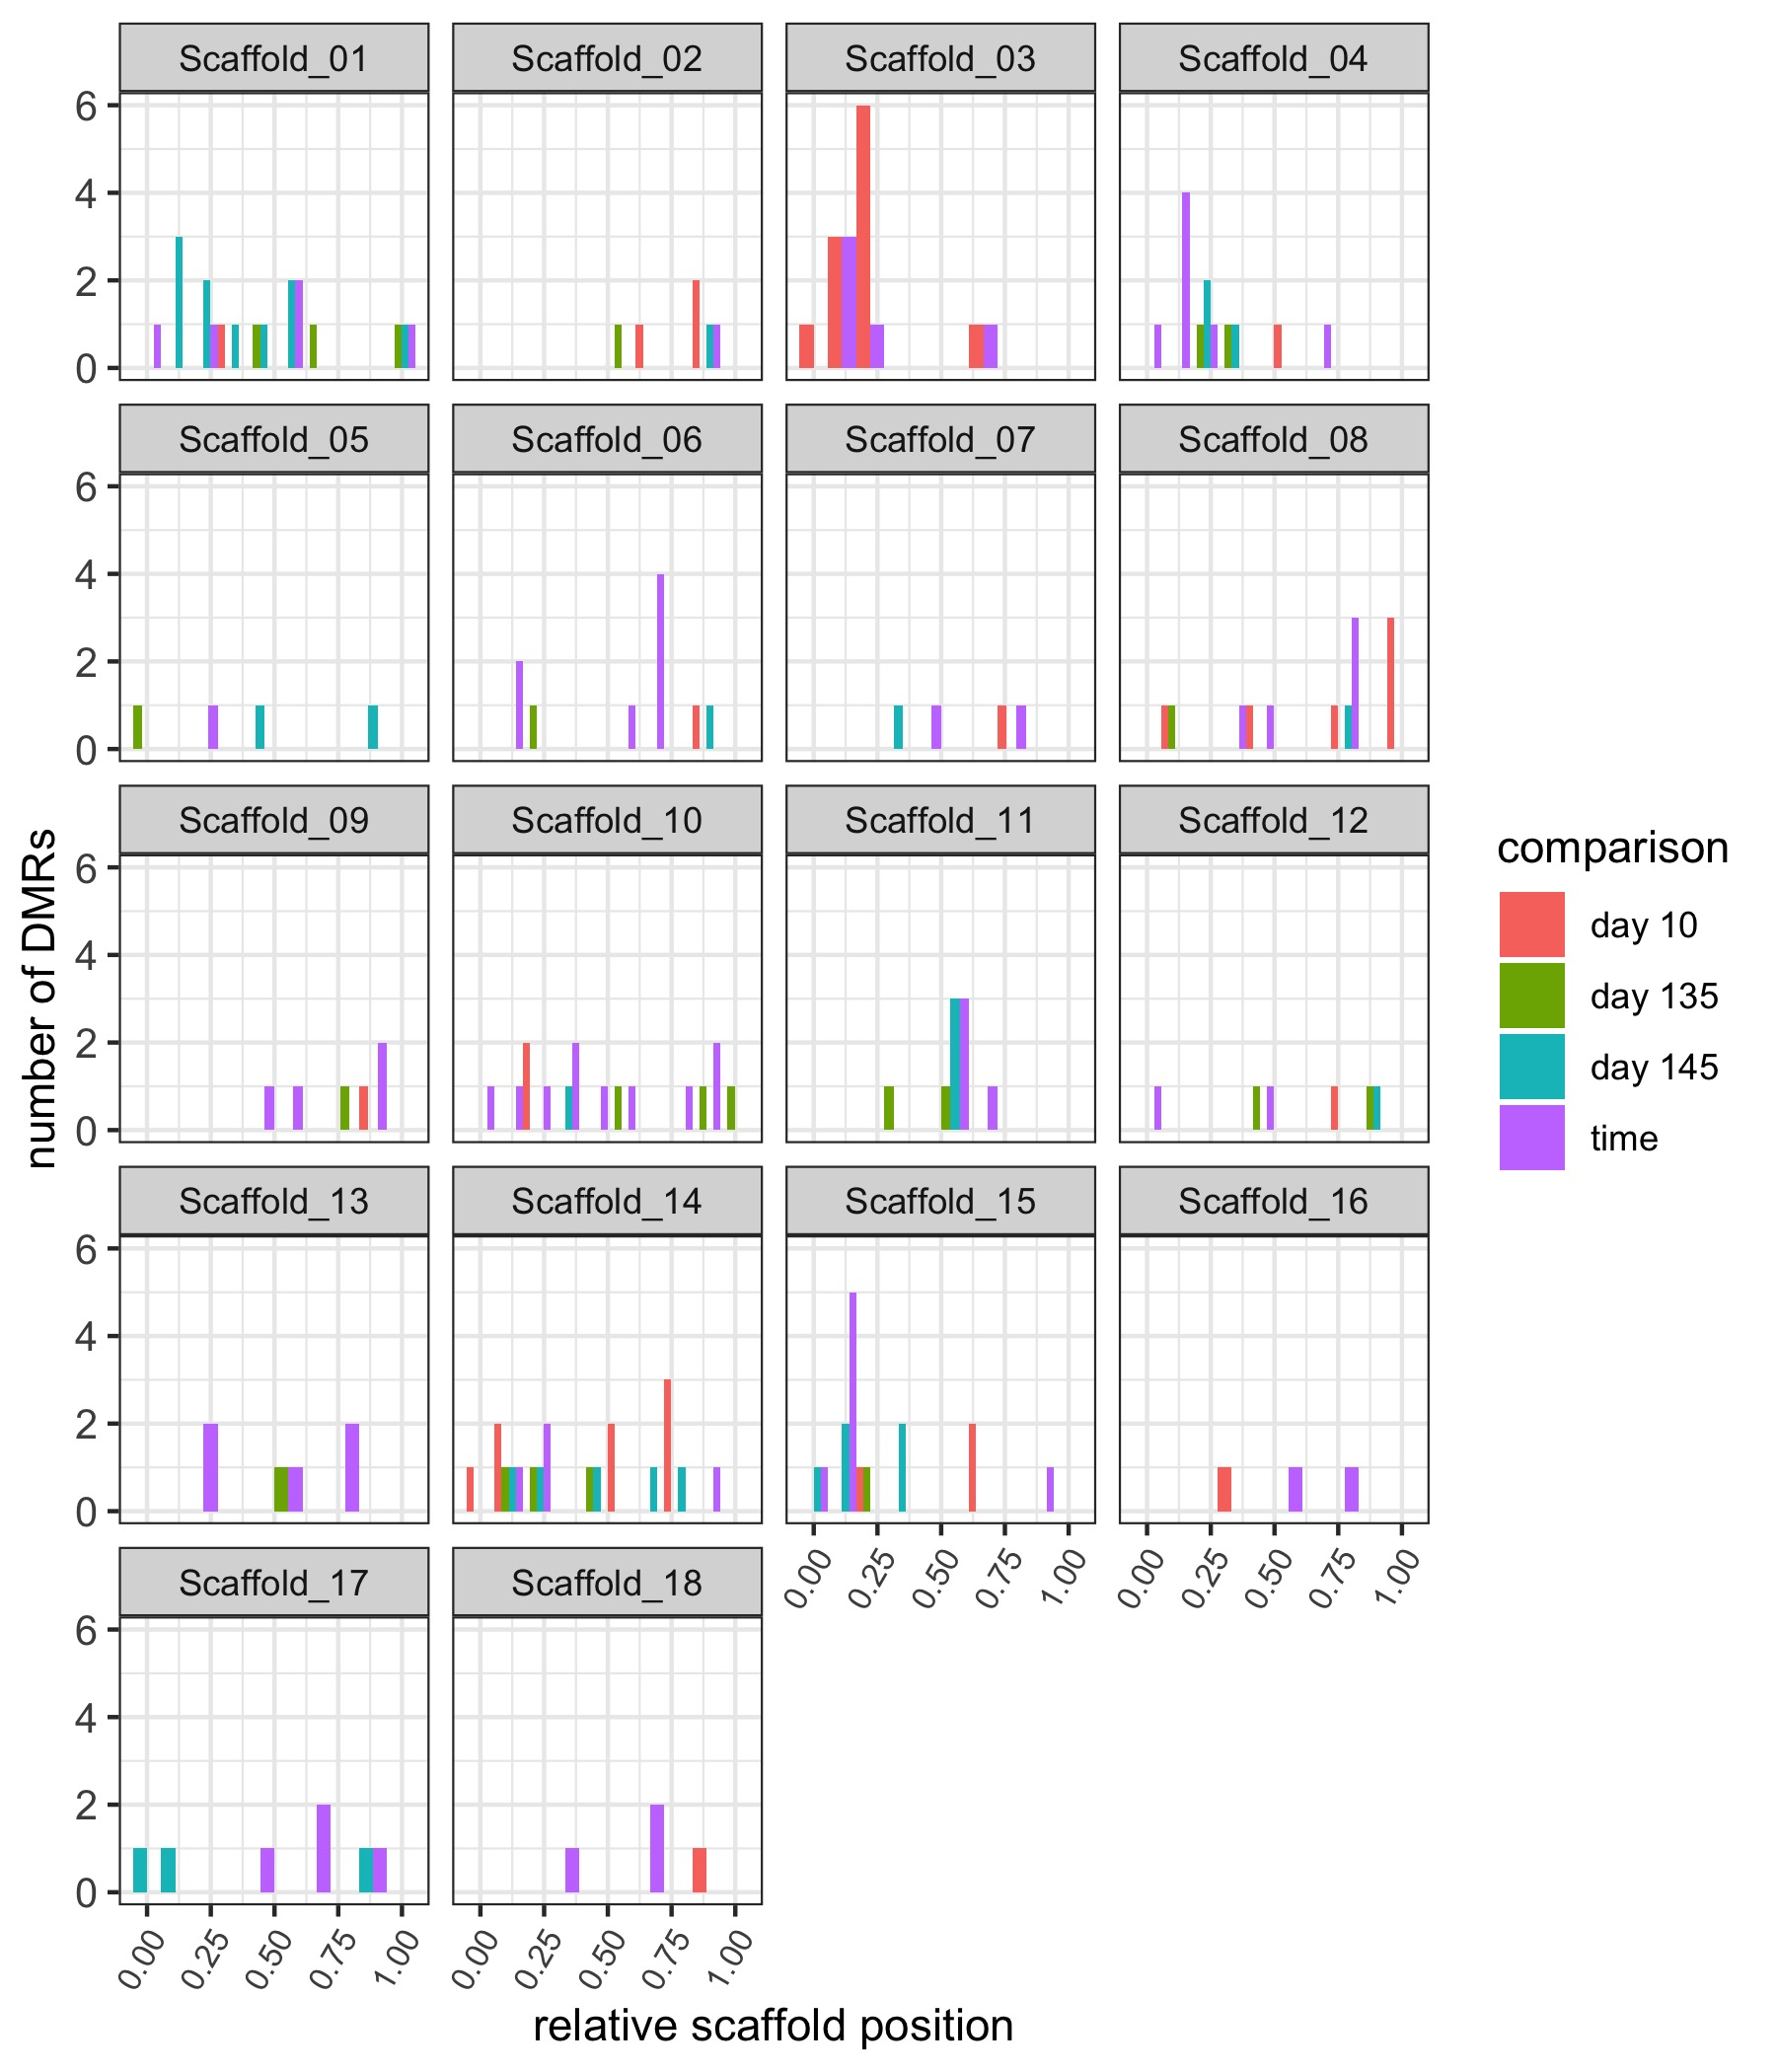 Scaffold_01 Scaffold_02 Scaffold_03 Scaffold_04
6
4
2
0
Scaffold_05 Scaffold_06 Scaffold_07 Scaffold_08
6
4
2
0
Scaffold_09 Scaffold_10 Scaffold_11 Scaffold_12
6
4
2
0
Scaffold_13 Scaffold_14 Scaffold_15 Scaffold_16
6
4
2
0
0.00 0.25 0.50 0.75 1.00 0.00 0.25 0.50 0.75 1.00
Scaffold_17 Scaffold_18
6
4
2
0
0.00 0.25 0.50 0.75 1.00 0.00 0.25 0.50 0.75 1.00
relative scaffold position
number of DMRs
comparison
day 10
day 135
day 145
time